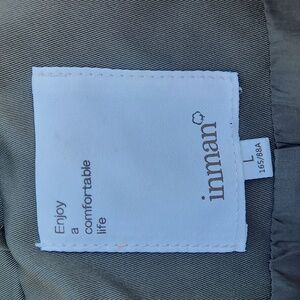 inman
Enjoy
a
comfortable
life
L
165/88A